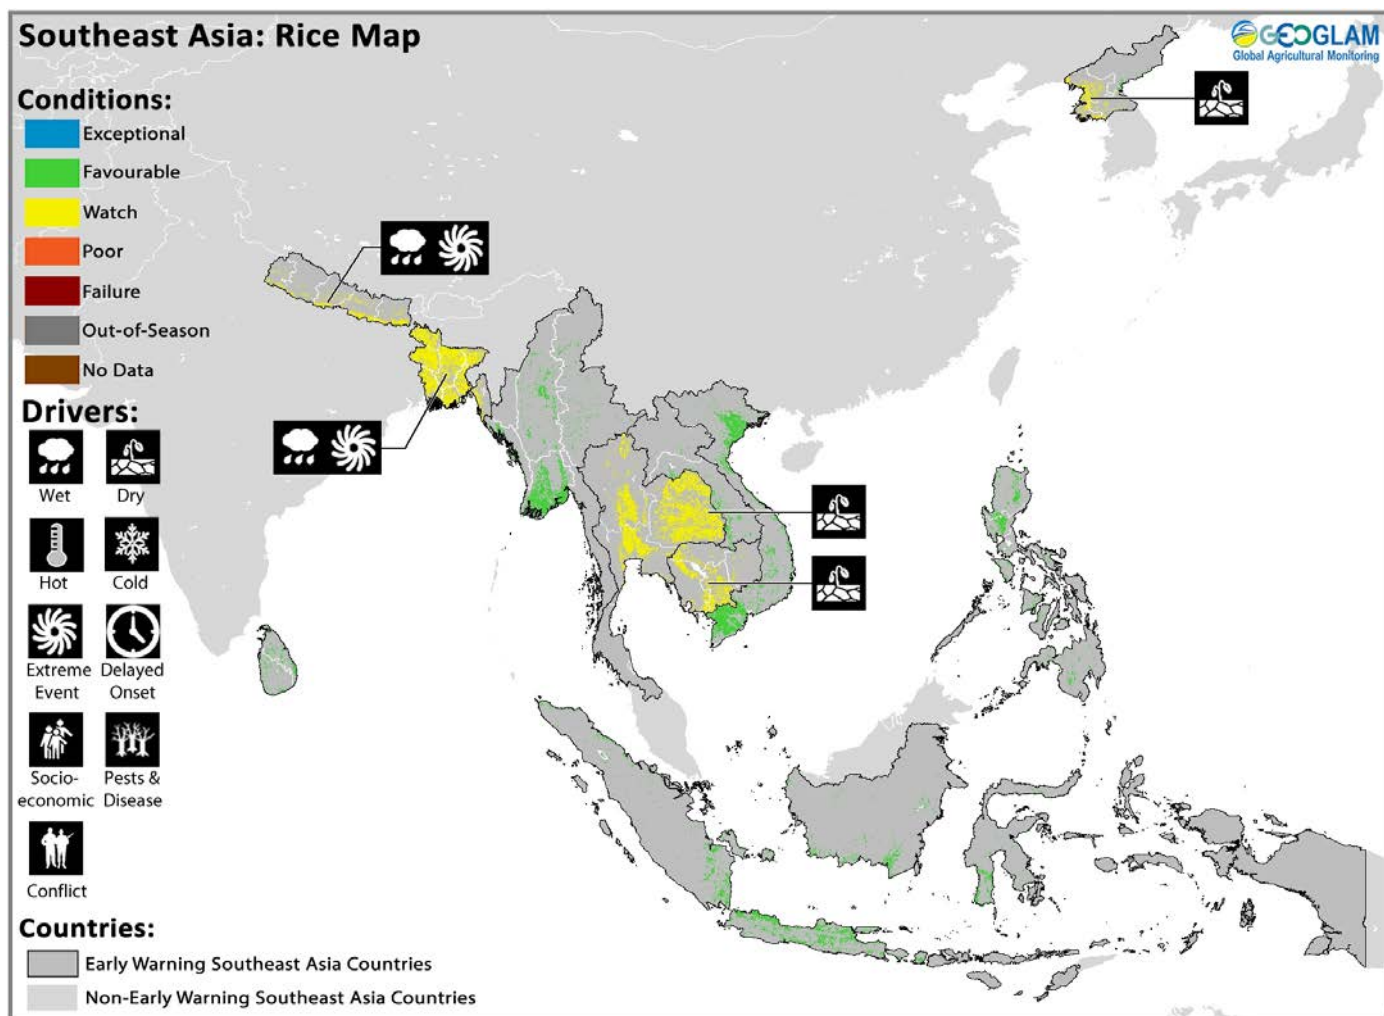 Southeast Asia: Rice Map
GEOGLAM
Global Agricultural Monitoring
Conditions:
Exceptional
Favourable
Watch
Poor
Failure
Out-of-Season
No Data
Drivers:
Wet
Dry
Hot
Cold
Extreme
Event
Delayed
Onset
Socio-
economic
Pests &
Disease
Conflict
Countries:
Early Warning Southeast Asia Countries
Non-Early Warning Southeast Asia Countries